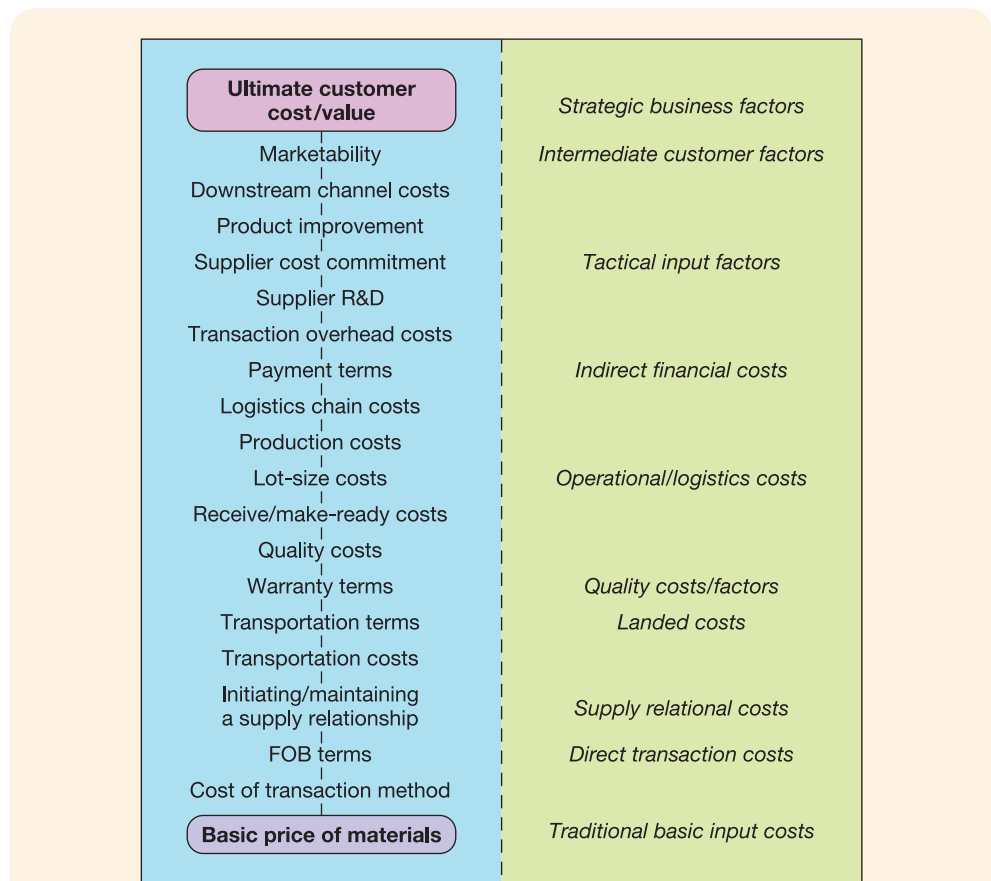 Ultimate customer
cost/value
Strategic business factors
Marketability
Intermediate customer factors
Downstream channel costs
Product improvement
Supplier cost commitment
Tactical input factors
Supplier R&D
Transaction overhead costs
Payment terms
Indirect financial costs
Logistics chain costs
Production costs
Lot-size costs
Operational/logistics costs
Receive/make-ready costs
Quality costs
Warranty terms
Quality costs/factors
Transportation terms
Landed costs
Transportation costs
Initiating/maintaining
a supply relationship
Supply relational costs
FOB terms
Direct transaction costs
Cost of transaction method
Basic price of materials
Traditional basic input costs